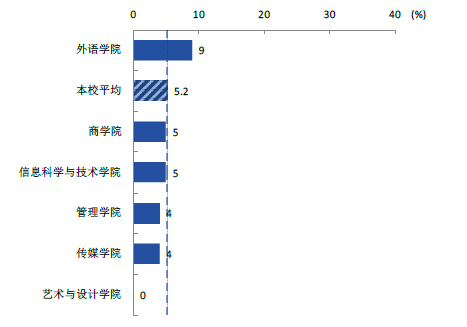 0 10 20 30 40 (%)
外语学院 9
本校平均 5.2
商学院 5
信息科学与技术学院 5
管理学院 4
传媒学院 4
艺术与设计学院 0